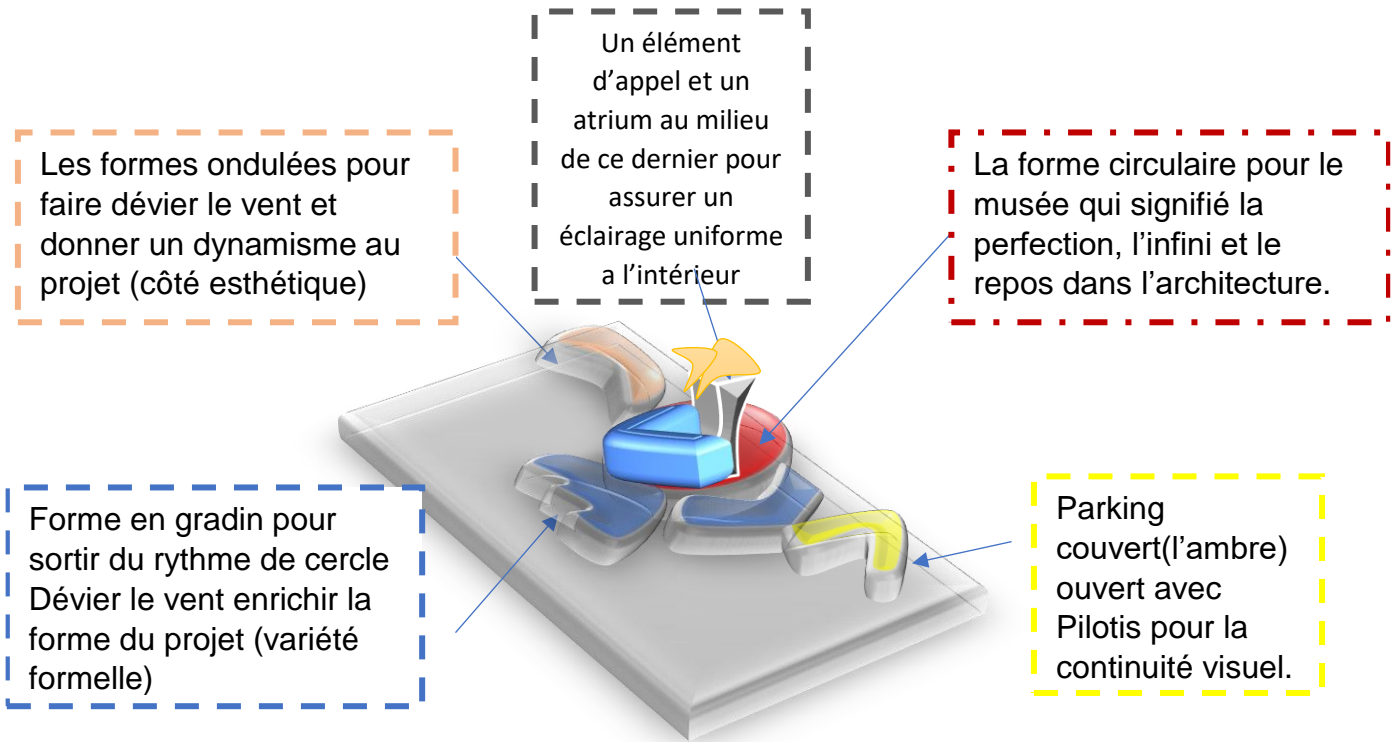 Un élément
d’appel et un
atrium au milieu
de ce dernier pour
assurer un
éclairage uniforme
a l’intérieur
Les formes ondulées pour
faire dévier le vent et
donner un dynamisme au
projet (côté esthétique)
La forme circulaire pour le
musée qui signifié la
perfection, l’infini et le
repos dans l’architecture.
Forme en gradin pour
sortir du rythme de cercle
Dévier le vent enrichir la
forme du projet (variété
formelle)
Parking
couvert(l’ambre)
ouvert avec
Pilotis pour la
continuité visuel.